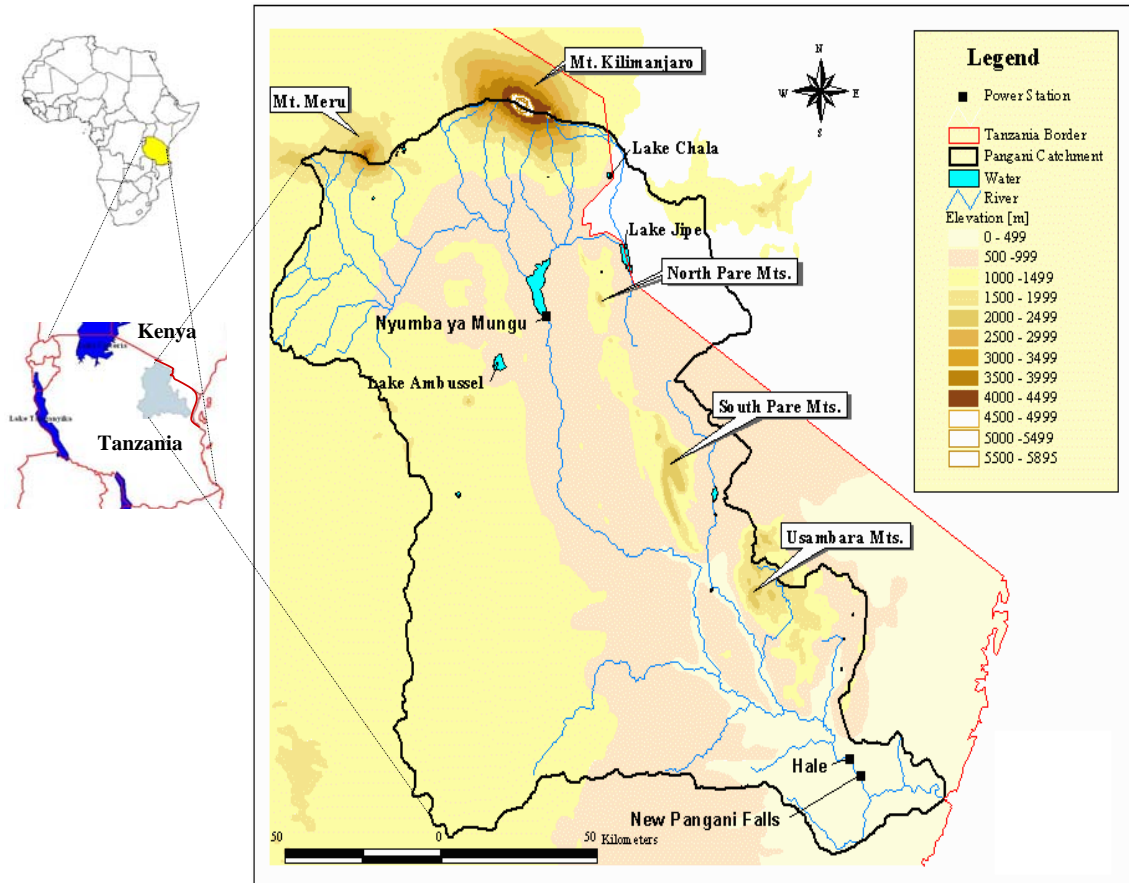 Mt. Kilimanjaro
Mt. Meru
N
W E
S
Lake Chala
Lake Jipe
North Pare Mts.
Nyumba ya Mungu
Lake Ambussel
South Pare Mts.
Usambara Mts.
Hale
New Pangani Falls
50 0 50 Kilometers
Legend
Power Station
Tanzania Border
Pangani Catchment
Water
River
Elevation [m]
0 - 499
500 -999
1000 -1499
1500 - 1999
2000 - 2499
2500 - 2999
3000 - 3499
3500 - 3999
4000 - 4499
4500 - 4999
5000 -5499
5500 - 5895
Kenya
Tanzania